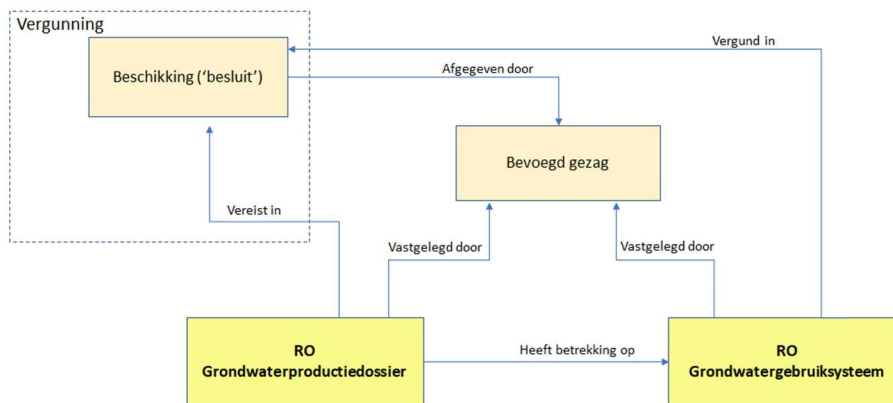 Vergunning
Beschikking (‘besluit’)
Vergund in
Afgegeven door
Bevoegd gezag
Vereist in
Vastgelegd door
Vastgelegd door
RO
Grondwaterproductiedossier
Heeft betrekking op
RO
Grondwatergebruiksysteem